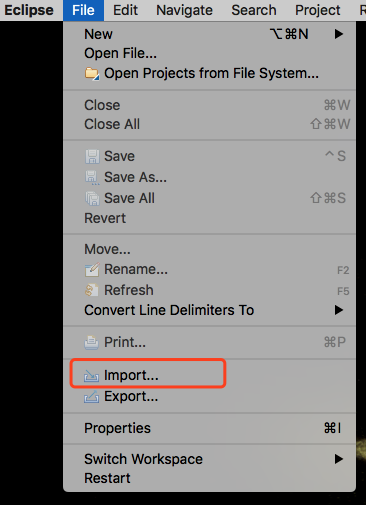 Eclipse File Edit Navigate Search Project R
New ⌥⌘N ▶
Open File...
Open Projects from File System...
Close ⌘W
Close All ⇧⌘W
Save ^S
Save As...
Save All ⇧⌘S
Revert
Move...
Rename... F2
Refresh F5
Convert Line Delimiters To ▶
Print... ⌘P
Import...
Export...
Properties ⌘I
Switch Workspace ▶
Restart